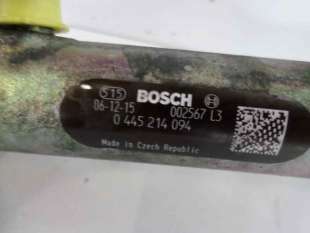 S15 BOSCH
06-12-15 002567 L3
0 445 214 094
Made in Czech Republic